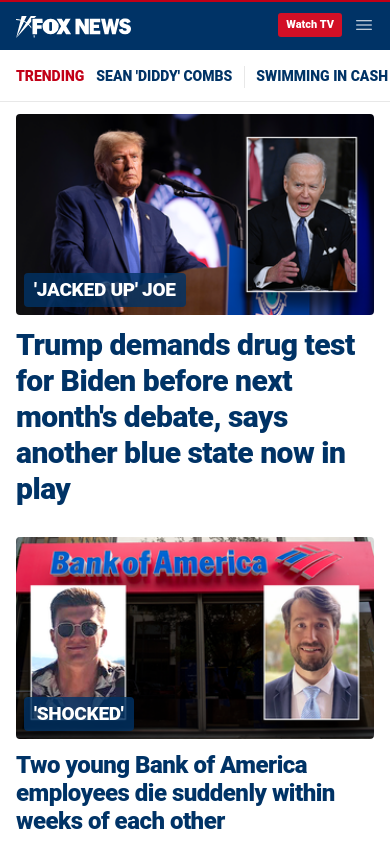 FOX NEWS
Watch TV
TRENDING SEAN 'DIDDY' COMBS SWIMMING IN CASH
'JACKED UP' JOE
Trump demands drug test
for Biden before next
month's debate, says
another blue state now in
play
Bank of America
'SHOCKED'
Two young Bank of America
employees die suddenly within
weeks of each other